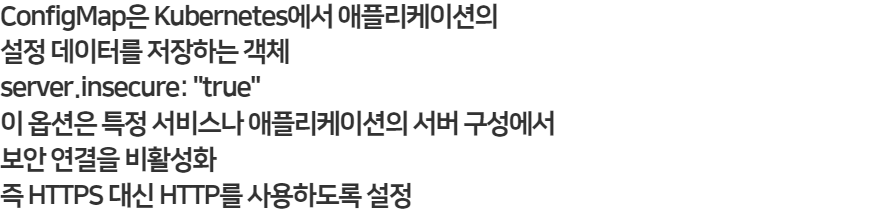 ConfigMap은 Kubernetes에서 애플리케이션의
설정 데이터를 저장하는 객체
server.insecure: "true"
이 옵션은 특정 서비스나 애플리케이션의 서버 구성에서
보안 연결을 비활성화
즉 HTTPS 대신 HTTP를 사용하도록 설정